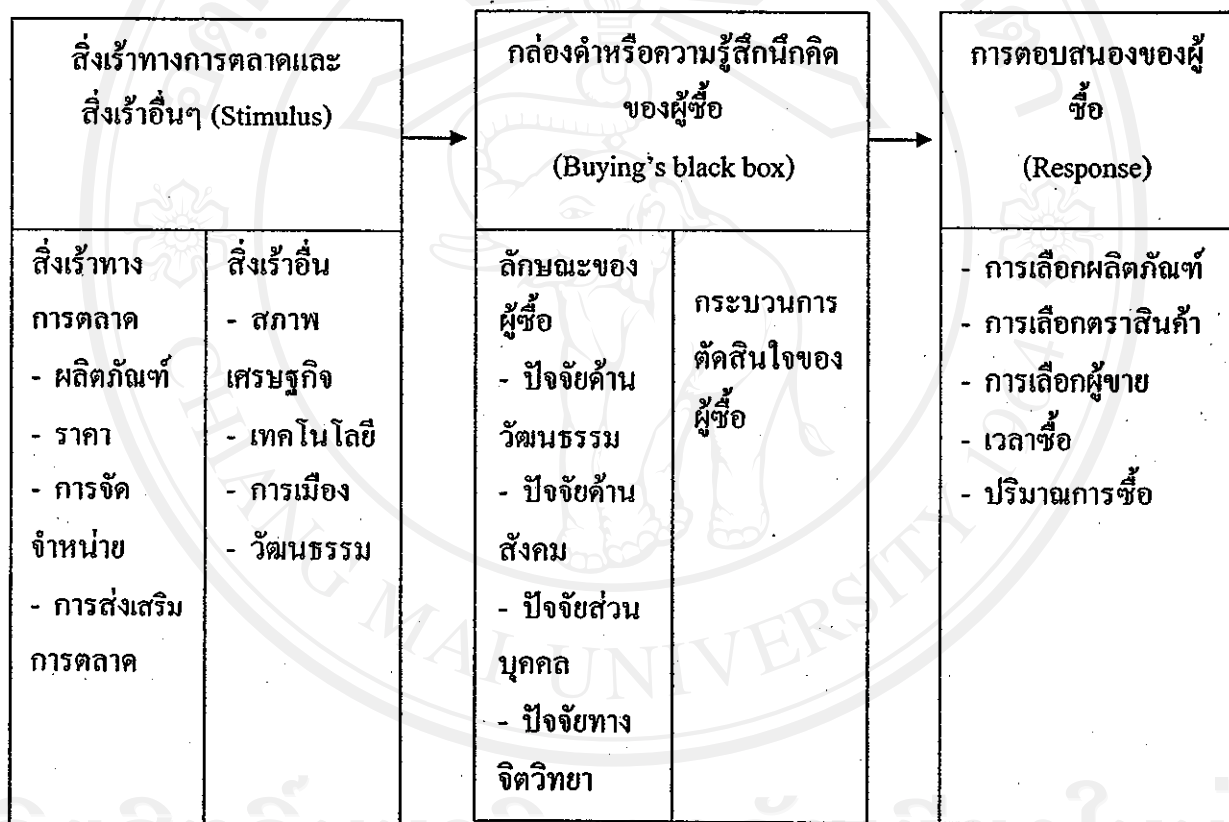 สิ่งเร้าทางการตลาดและ
สิ่งเร้าอื่นๆ (Stimulus)
กล่องดำหรือความรู้สึกนึกคิด
ของผู้ซื้อ
(Buying's black box)
การตอบสนองของผู้
ซื้อ
(Response)
สิ่งเร้าทาง
การตลาด
- ผลิตภัณฑ์
- ราคา
- การจัด
จำหน่าย
- การส่งเสริม
การตลาด
สิ่งเร้าอื่น
- สภาพ
เศรษฐกิจ
- เทคโนโลยี
- การเมือง
- วัฒนธรรม
ลักษณะของ
ผู้ซื้อ
- ปัจจัยด้าน
วัฒนธรรม
- ปัจจัยด้าน
สังคม
- ปัจจัยส่วน
บุคคล
- ปัจจัยทาง
จิตวิทยา
กระบวนการ
ตัดสินใจของ
ผู้ซื้อ
- การเลือกผลิตภัณฑ์
- การเลือกตราสินค้า
- การเลือกผู้ขาย
- เวลาซื้อ
- ปริมาณการซื้อ
CHIANG MAI UNIVERSITY 1964